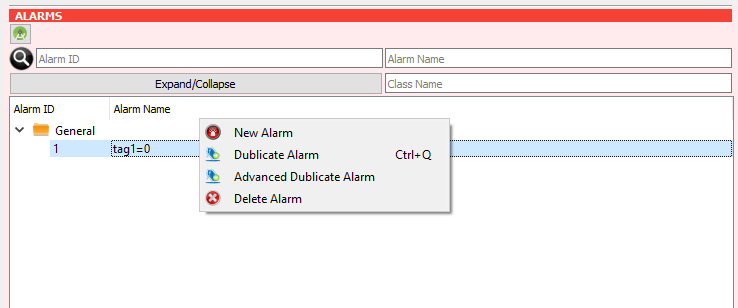 ALARMS
Alarm ID Alarm Name
Expand/Collapse Class Name
Alarm ID Alarm Name
General
New Alarm
1 tag1=0
Dublicate Alarm Ctrl+Q
Advanced Dublicate Alarm
Delete Alarm